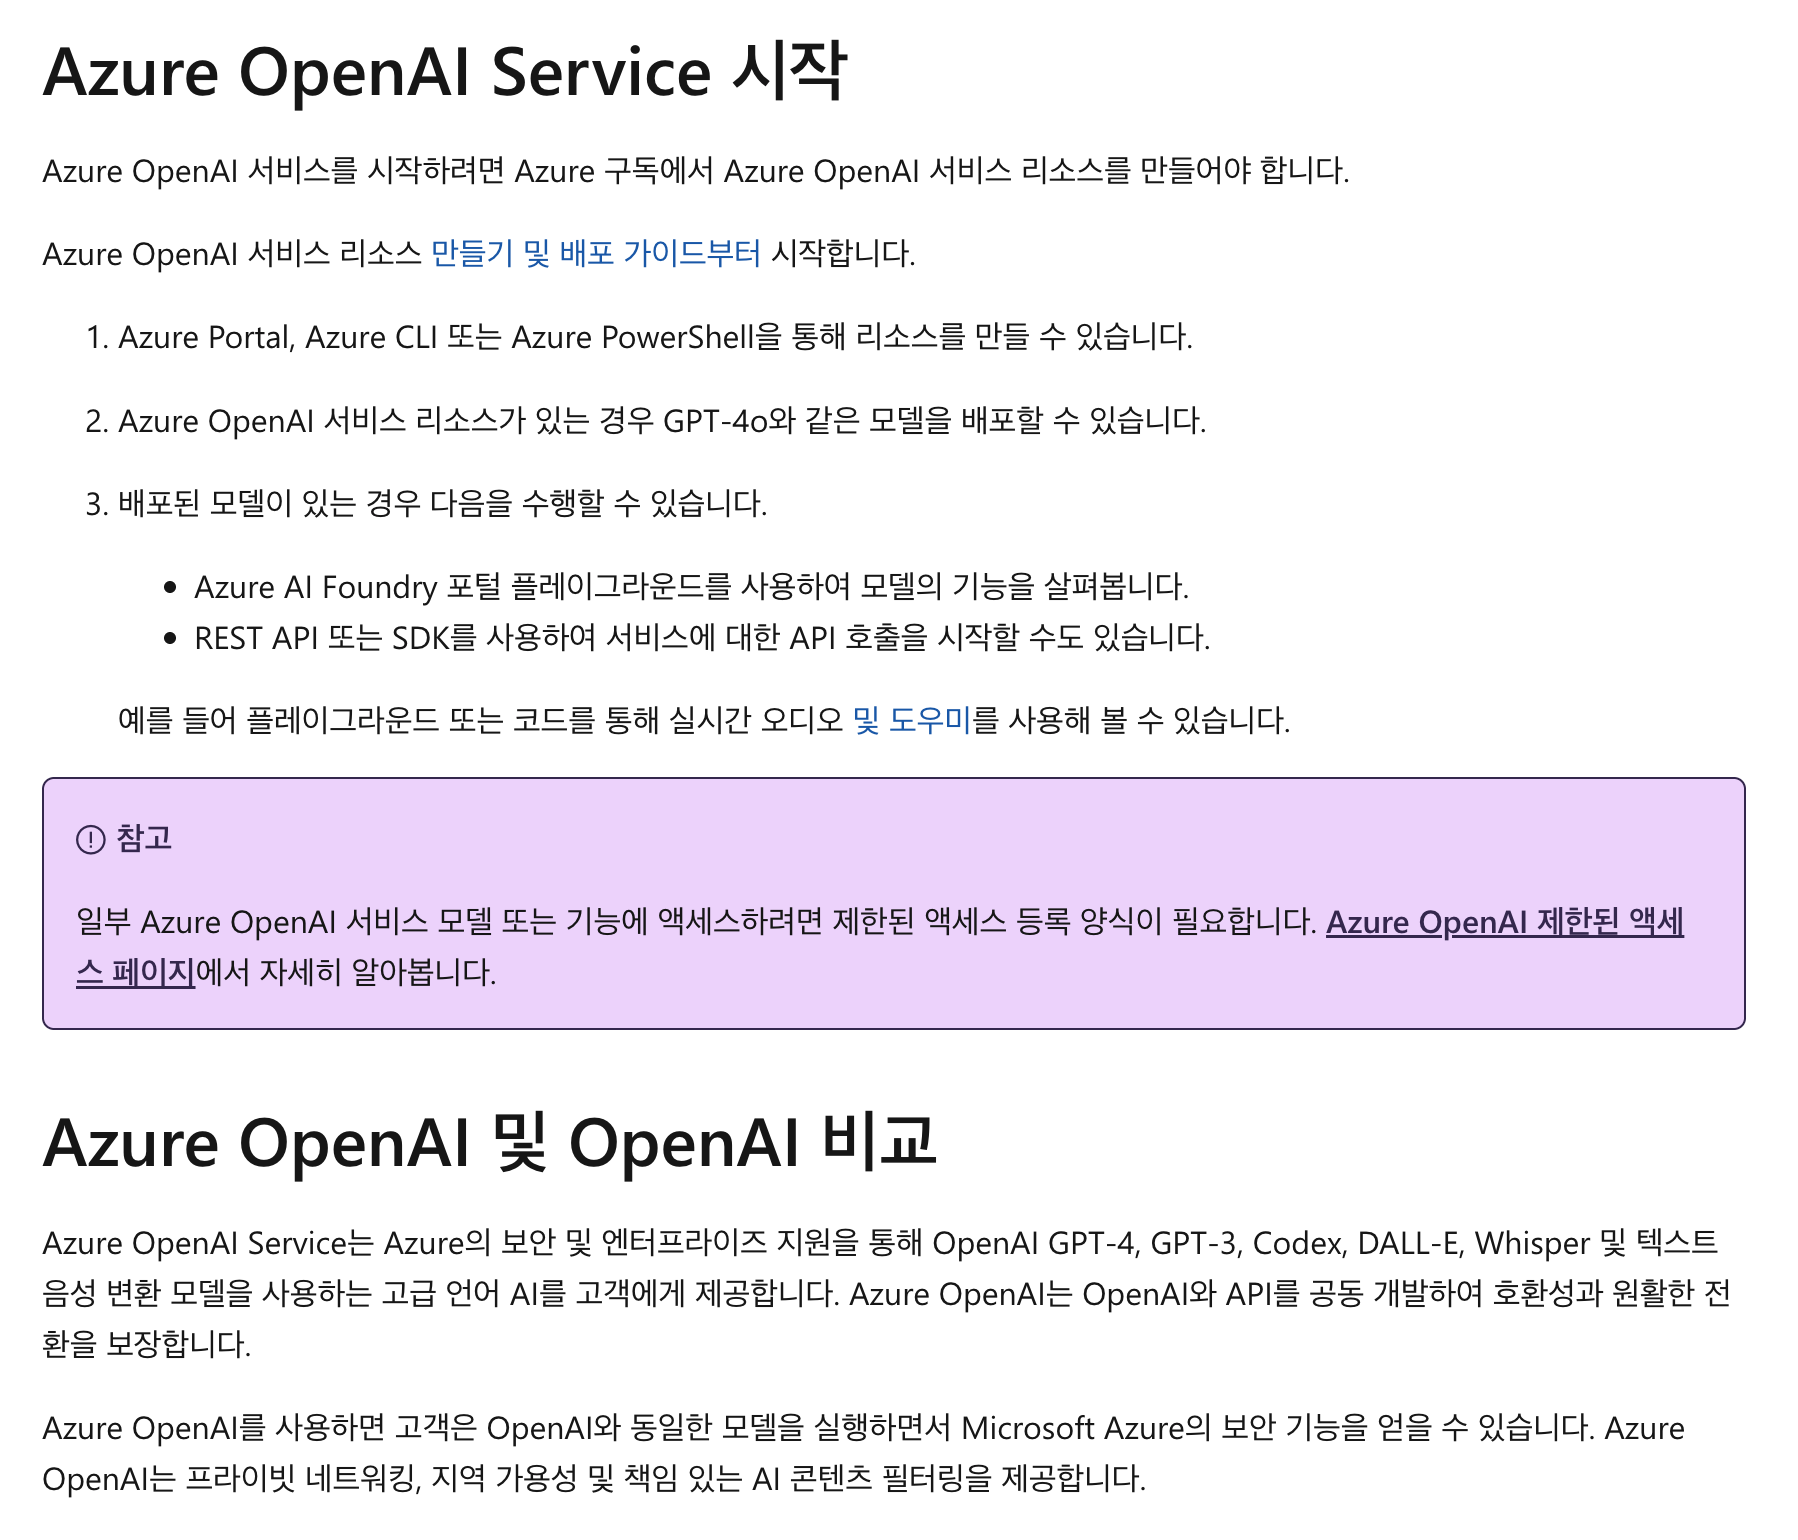 Azure OpenAI Service 시작
Azure OpenAI 서비스를 시작하려면 Azure 구독에서 Azure OpenAI 서비스 리소스를 만들어야 합니다.
Azure OpenAI 서비스 리소스 만들기 및 배포 가이드부터 시작합니다.
1. Azure Portal, Azure CLI 또는 Azure PowerShell을 통해 리소스를 만들 수 있습니다.
2. Azure OpenAI 서비스 리소스가 있는 경우 GPT-4o와 같은 모델을 배포할 수 있습니다.
3. 배포된 모델이 있는 경우 다음을 수행할 수 있습니다.
• Azure AI Foundry 포털 플레이그라운드를 사용하여 모델의 기능을 살펴봅니다.
• REST API 또는 SDK를 사용하여 서비스에 대한 API 호출을 시작할 수도 있습니다.
예를 들어 플레이그라운드 또는 코드를 통해 실시간 오디오 및 도우미를 사용해 볼 수 있습니다.
참고
일부 Azure OpenAI 서비스 모델 또는 기능에 액세스하려면 제한된 액세스 등록 양식이 필요합니다. Azure OpenAI 제한된 액세
스 페이지에서 자세히 알아봅니다.
Azure OpenAI 및 OpenAI 비교
Azure OpenAI Service는 Azure의 보안 및 엔터프라이즈 지원을 통해 OpenAI GPT-4, GPT-3, Codex, DALL-E, Whisper 및 텍스트
음성 변환 모델을 사용하는 고급 언어 AI를 고객에게 제공합니다. Azure OpenAI는 OpenAI와 API를 공동 개발하여 호환성과 원활한 전
환을 보장합니다.
Azure OpenAI를 사용하면 고객은 OpenAI와 동일한 모델을 실행하면서 Microsoft Azure의 보안 기능을 얻을 수 있습니다. Azure
OpenAI는 프라이빗 네트워킹, 지역 가용성 및 책임 있는 AI 콘텐츠 필터링을 제공합니다.